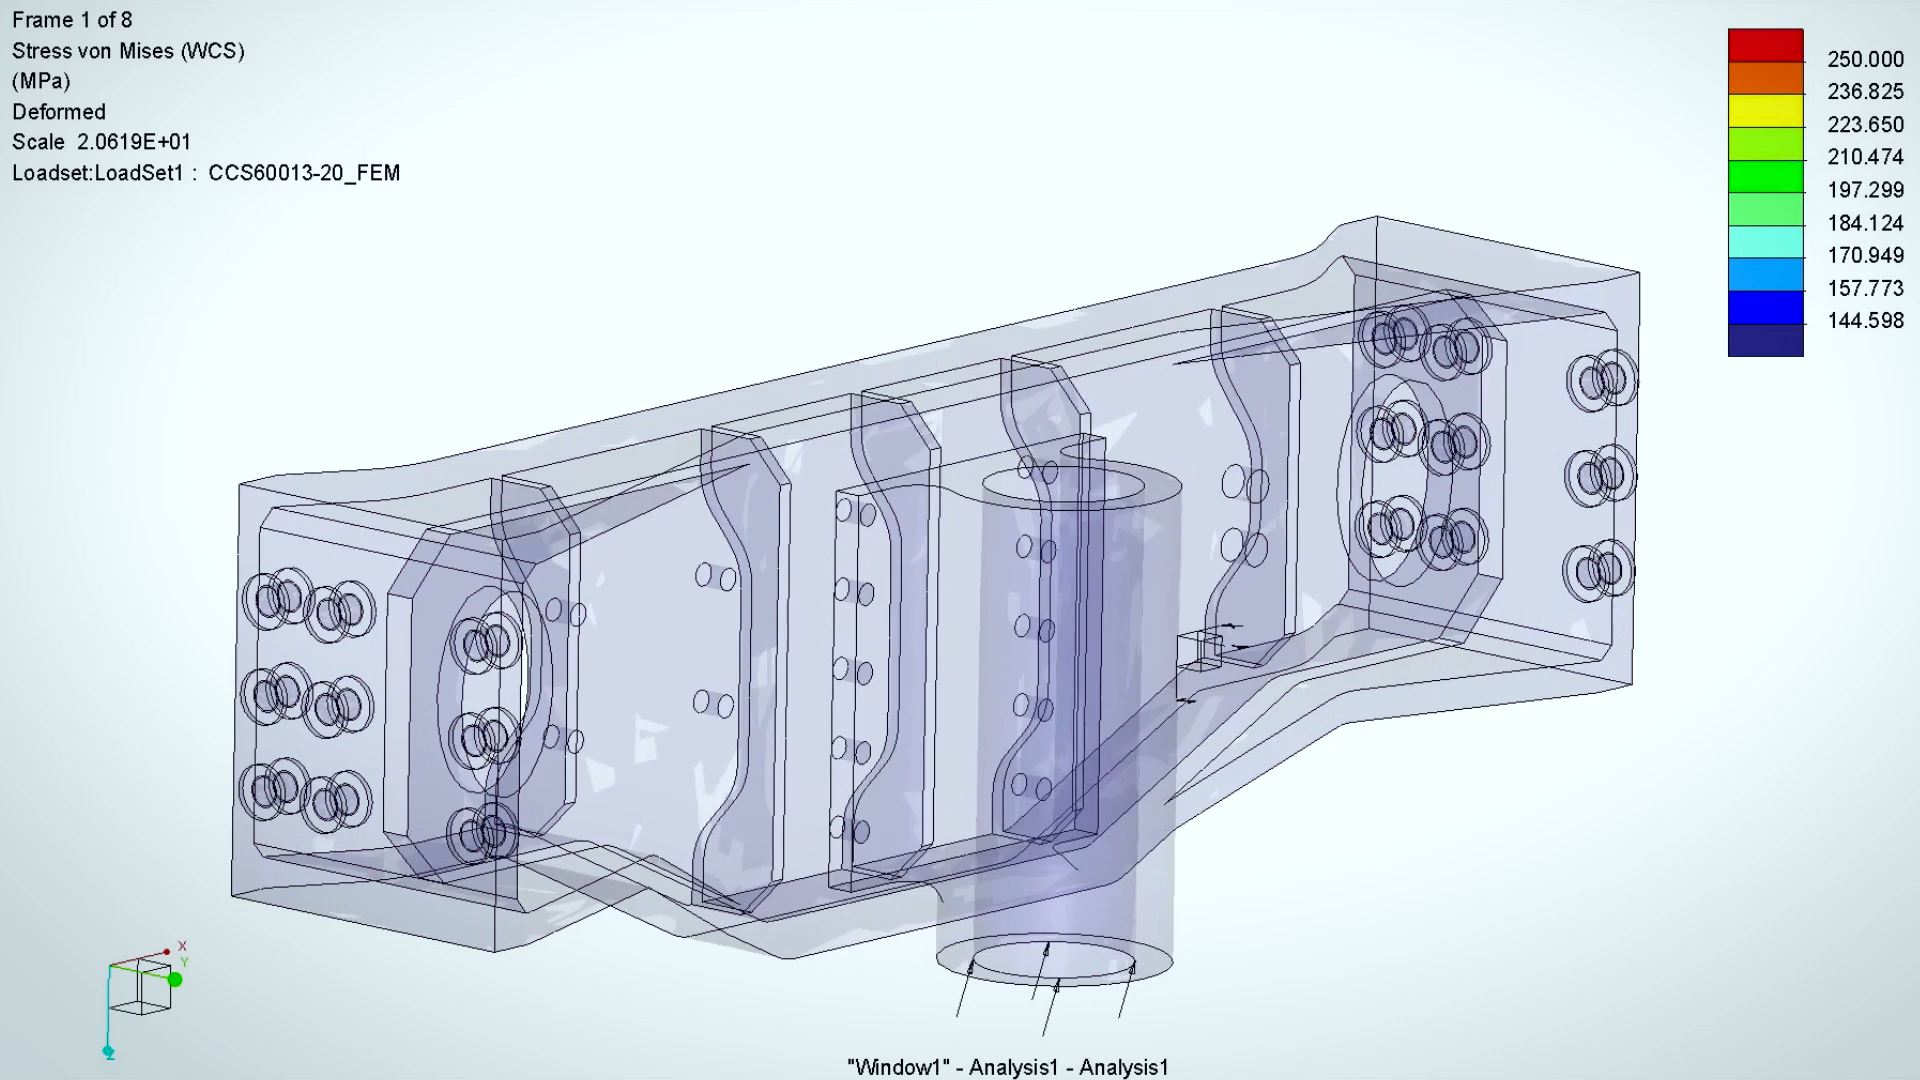 Frame 1 of 8
Stress von Mises (WCS)
(MPa)
Deformed
Scale  2.0619E+01
Loadset:LoadSet1 :  CCS60013-20_FEM
250.000
236.825
223.650
210.474
197.299
184.124
170.949
157.773
144.598
X
Y
Z
"Window1" - Analysis1 - Analysis1